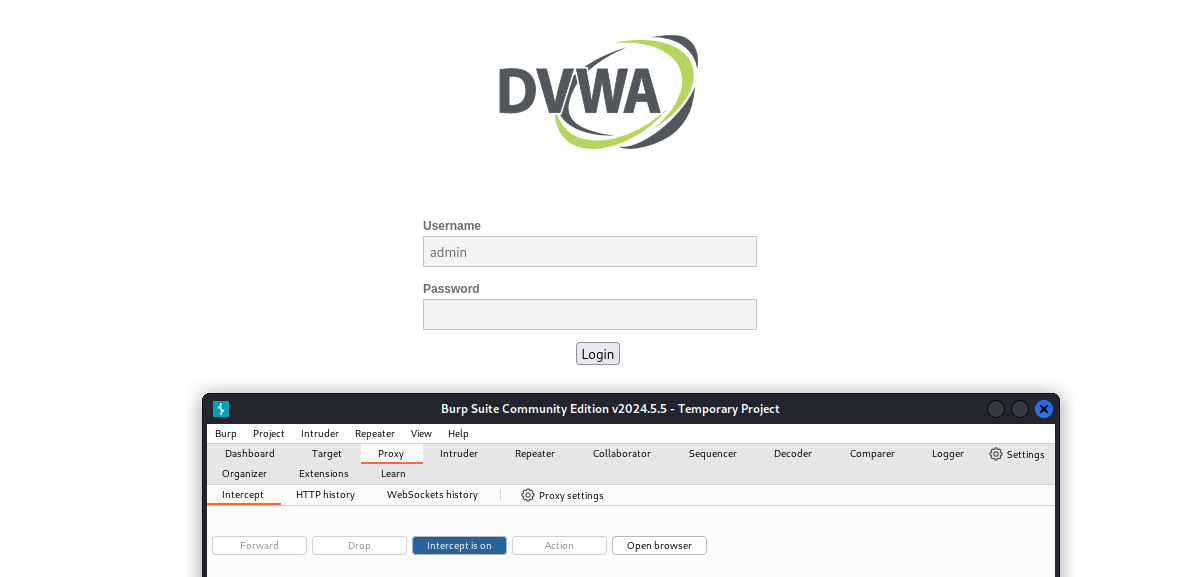 DVWA
Username
admin
Password
Login
Burp Suite Community Edition v2024.5.5 - Temporary Project
Burp Project Intruder Repeater View Help
Dashboard Target Proxy Intruder Repeater Collaborator Sequencer Decoder Comparer Logger Settings
Organizer Extensions Learn
Intercept HTTP history WebSockets history Proxy settings
Forward Drop Intercept is on Action Open browser